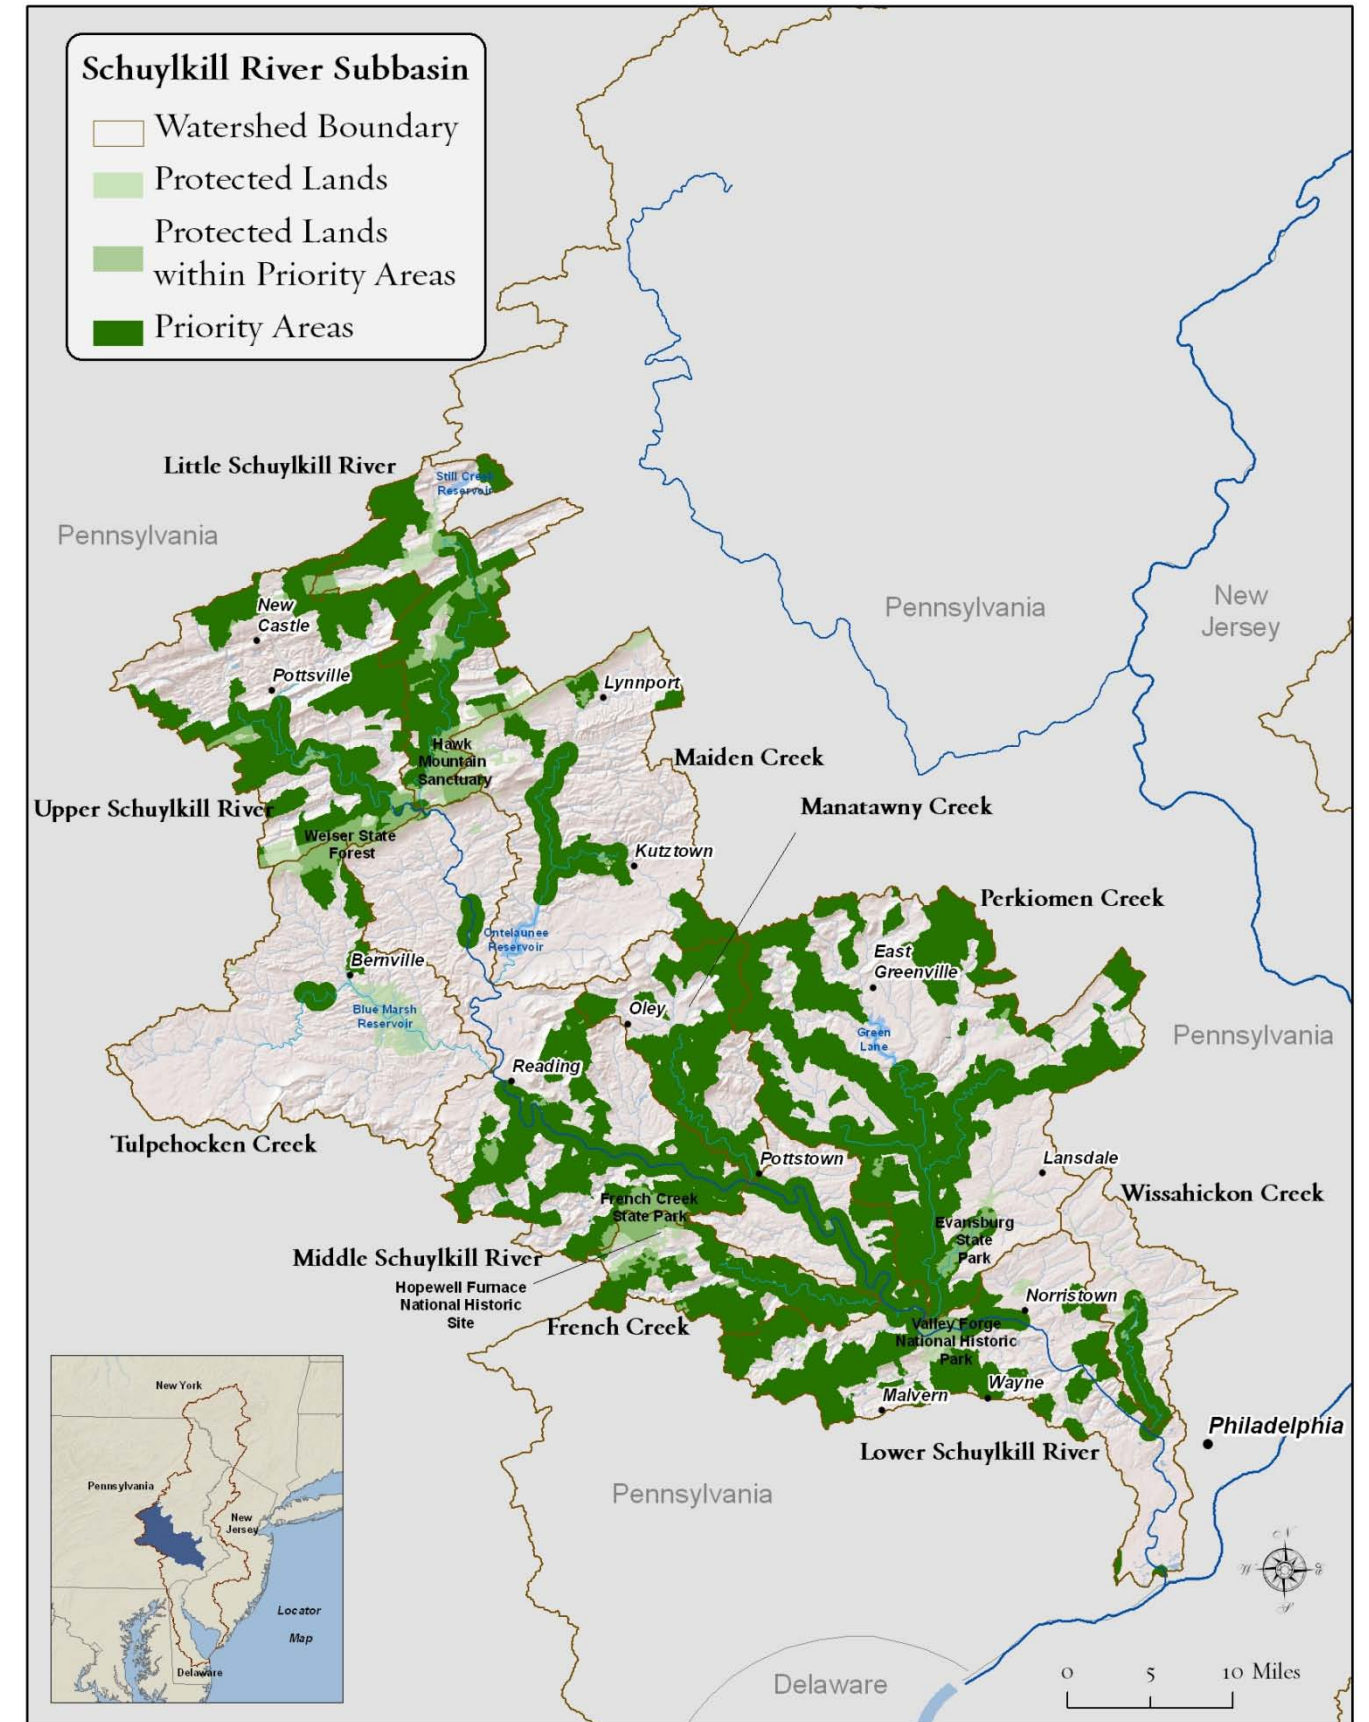 Schuylkill River Subbasin
Watershed Boundary
Protected Lands
Protected Lands
within Priority Areas
Priority Areas
Little Schuylkill River
Still Creek
Reservoir
Pennsylvania
New
Castle
Pottsville
Lynnport
Pennsylvania
New
Jersey
Hawk
Mountain
Sanctuary
Maiden Creek
Manatawny Creek
Upper Schuylkill River
Weiser State
Forest
Kutztown
Perkiomen Creek
Ontelaunee
Reservoir
Bernville
East
Greenville
Blue Marsh
Reservoir
Oley
Green
Lane
Pennsylvania
Reading
Tulpehocken Creek
Pottstown
Lansdale
Wissahickon Creek
French Creek
State Park
Evansburg
State
Park
Middle Schuylkill River
Hopewell Furnace
National Historic
Site
Norristown
French Creek
Valley Forge
National Historic
Park
Wayne
Malvern
Philadelphia
Lower Schuylkill River
Pennsylvania
New York
Pennsylvania
New
Jersey
Locator
Map
Delaware
N
W
E
S
Delaware
0 5 10 Miles